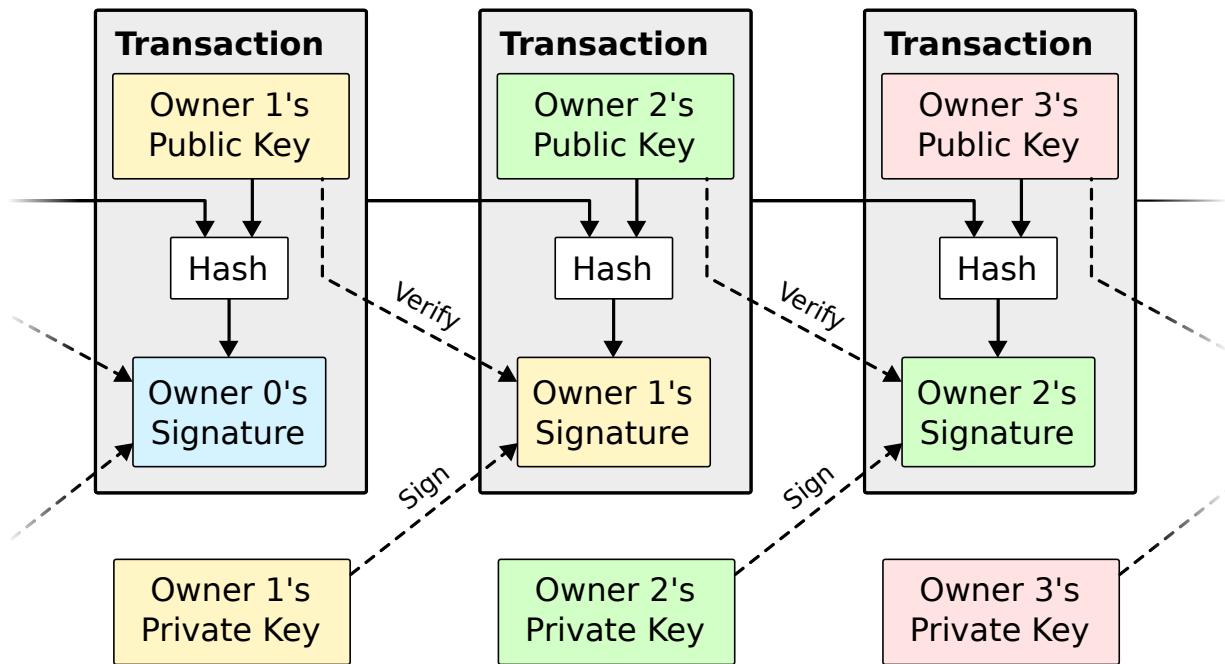 Transaction
Owner 1's
Public Key
Hash
Owner 0's
Signature
Transaction
Owner 2's
Public Key
Hash
Verify
Owner 1's
Signature
Sign
Transaction
Owner 3's
Public Key
Hash
Verify
Owner 2's
Signature
Sign
Owner 1's
Private Key
Owner 2's
Private Key
Owner 3's
Private Key